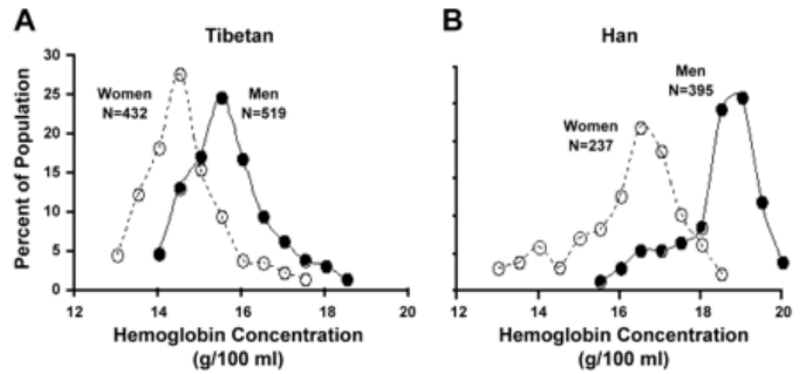 A
Tibetan
Women
N=432
Men
N=519
30
25
20
15
10
5
0
Percent of Population
12
14
16
18
20
Hemoglobin Concentration
(g/100 ml)
B
Han
Men
N=395
Women
N=237
12
14
16
18
20
Hemoglobin Concentration
(g/100 ml)